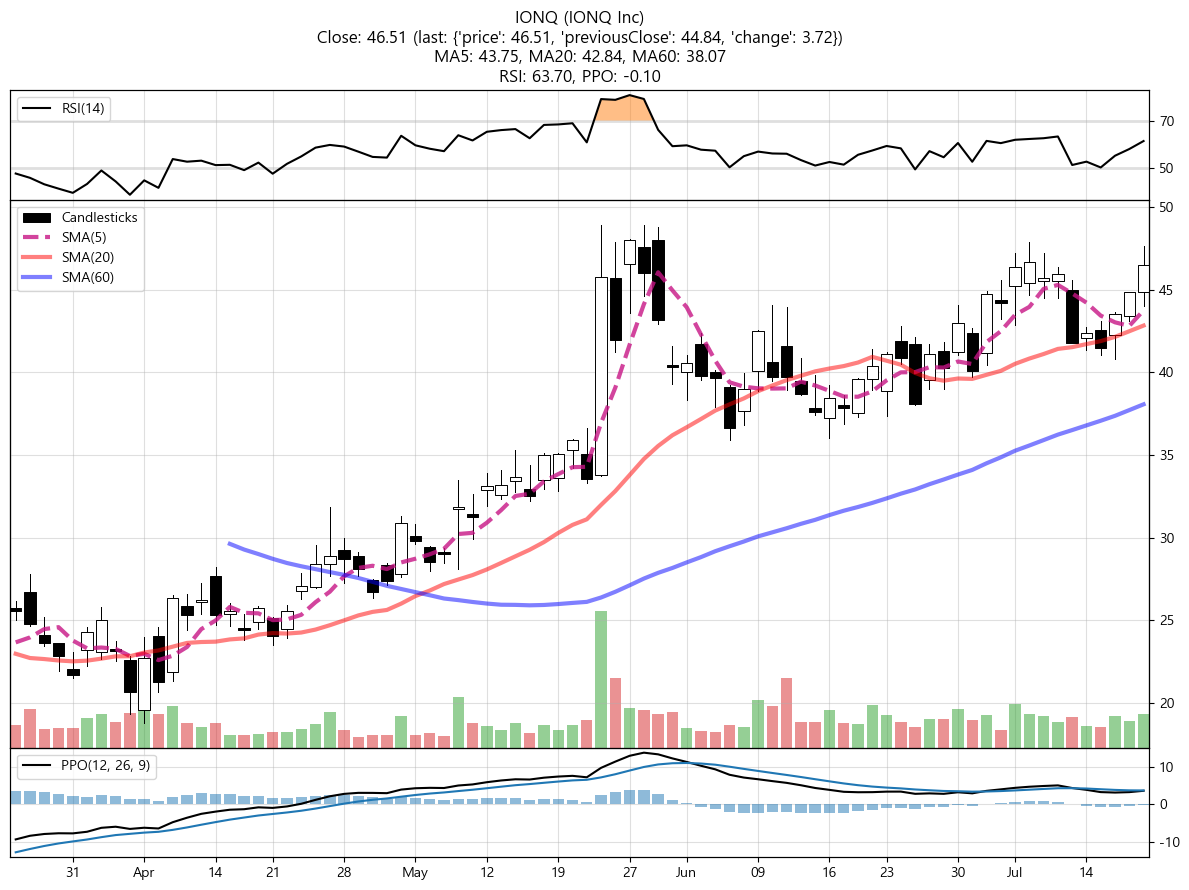 IONQ (IONQ Inc)
Close: 46.51 (last: {'price': 46.51, 'previousClose': 44.84, 'change': 3.72})
MA5: 43.75, MA20: 42.84, MA60: 38.07
RSI: 63.70, PPO: -0.10
RSI(14)
70
50
Candlesticks
SMA(5)
SMA(20)
SMA(60)
50
45
40
35
30
25
20
PPO(12, 26, 9)
10
0
-10
31 Apr 14 21 28 May 12 19 27 Jun 09 16 23 30 Jul 14